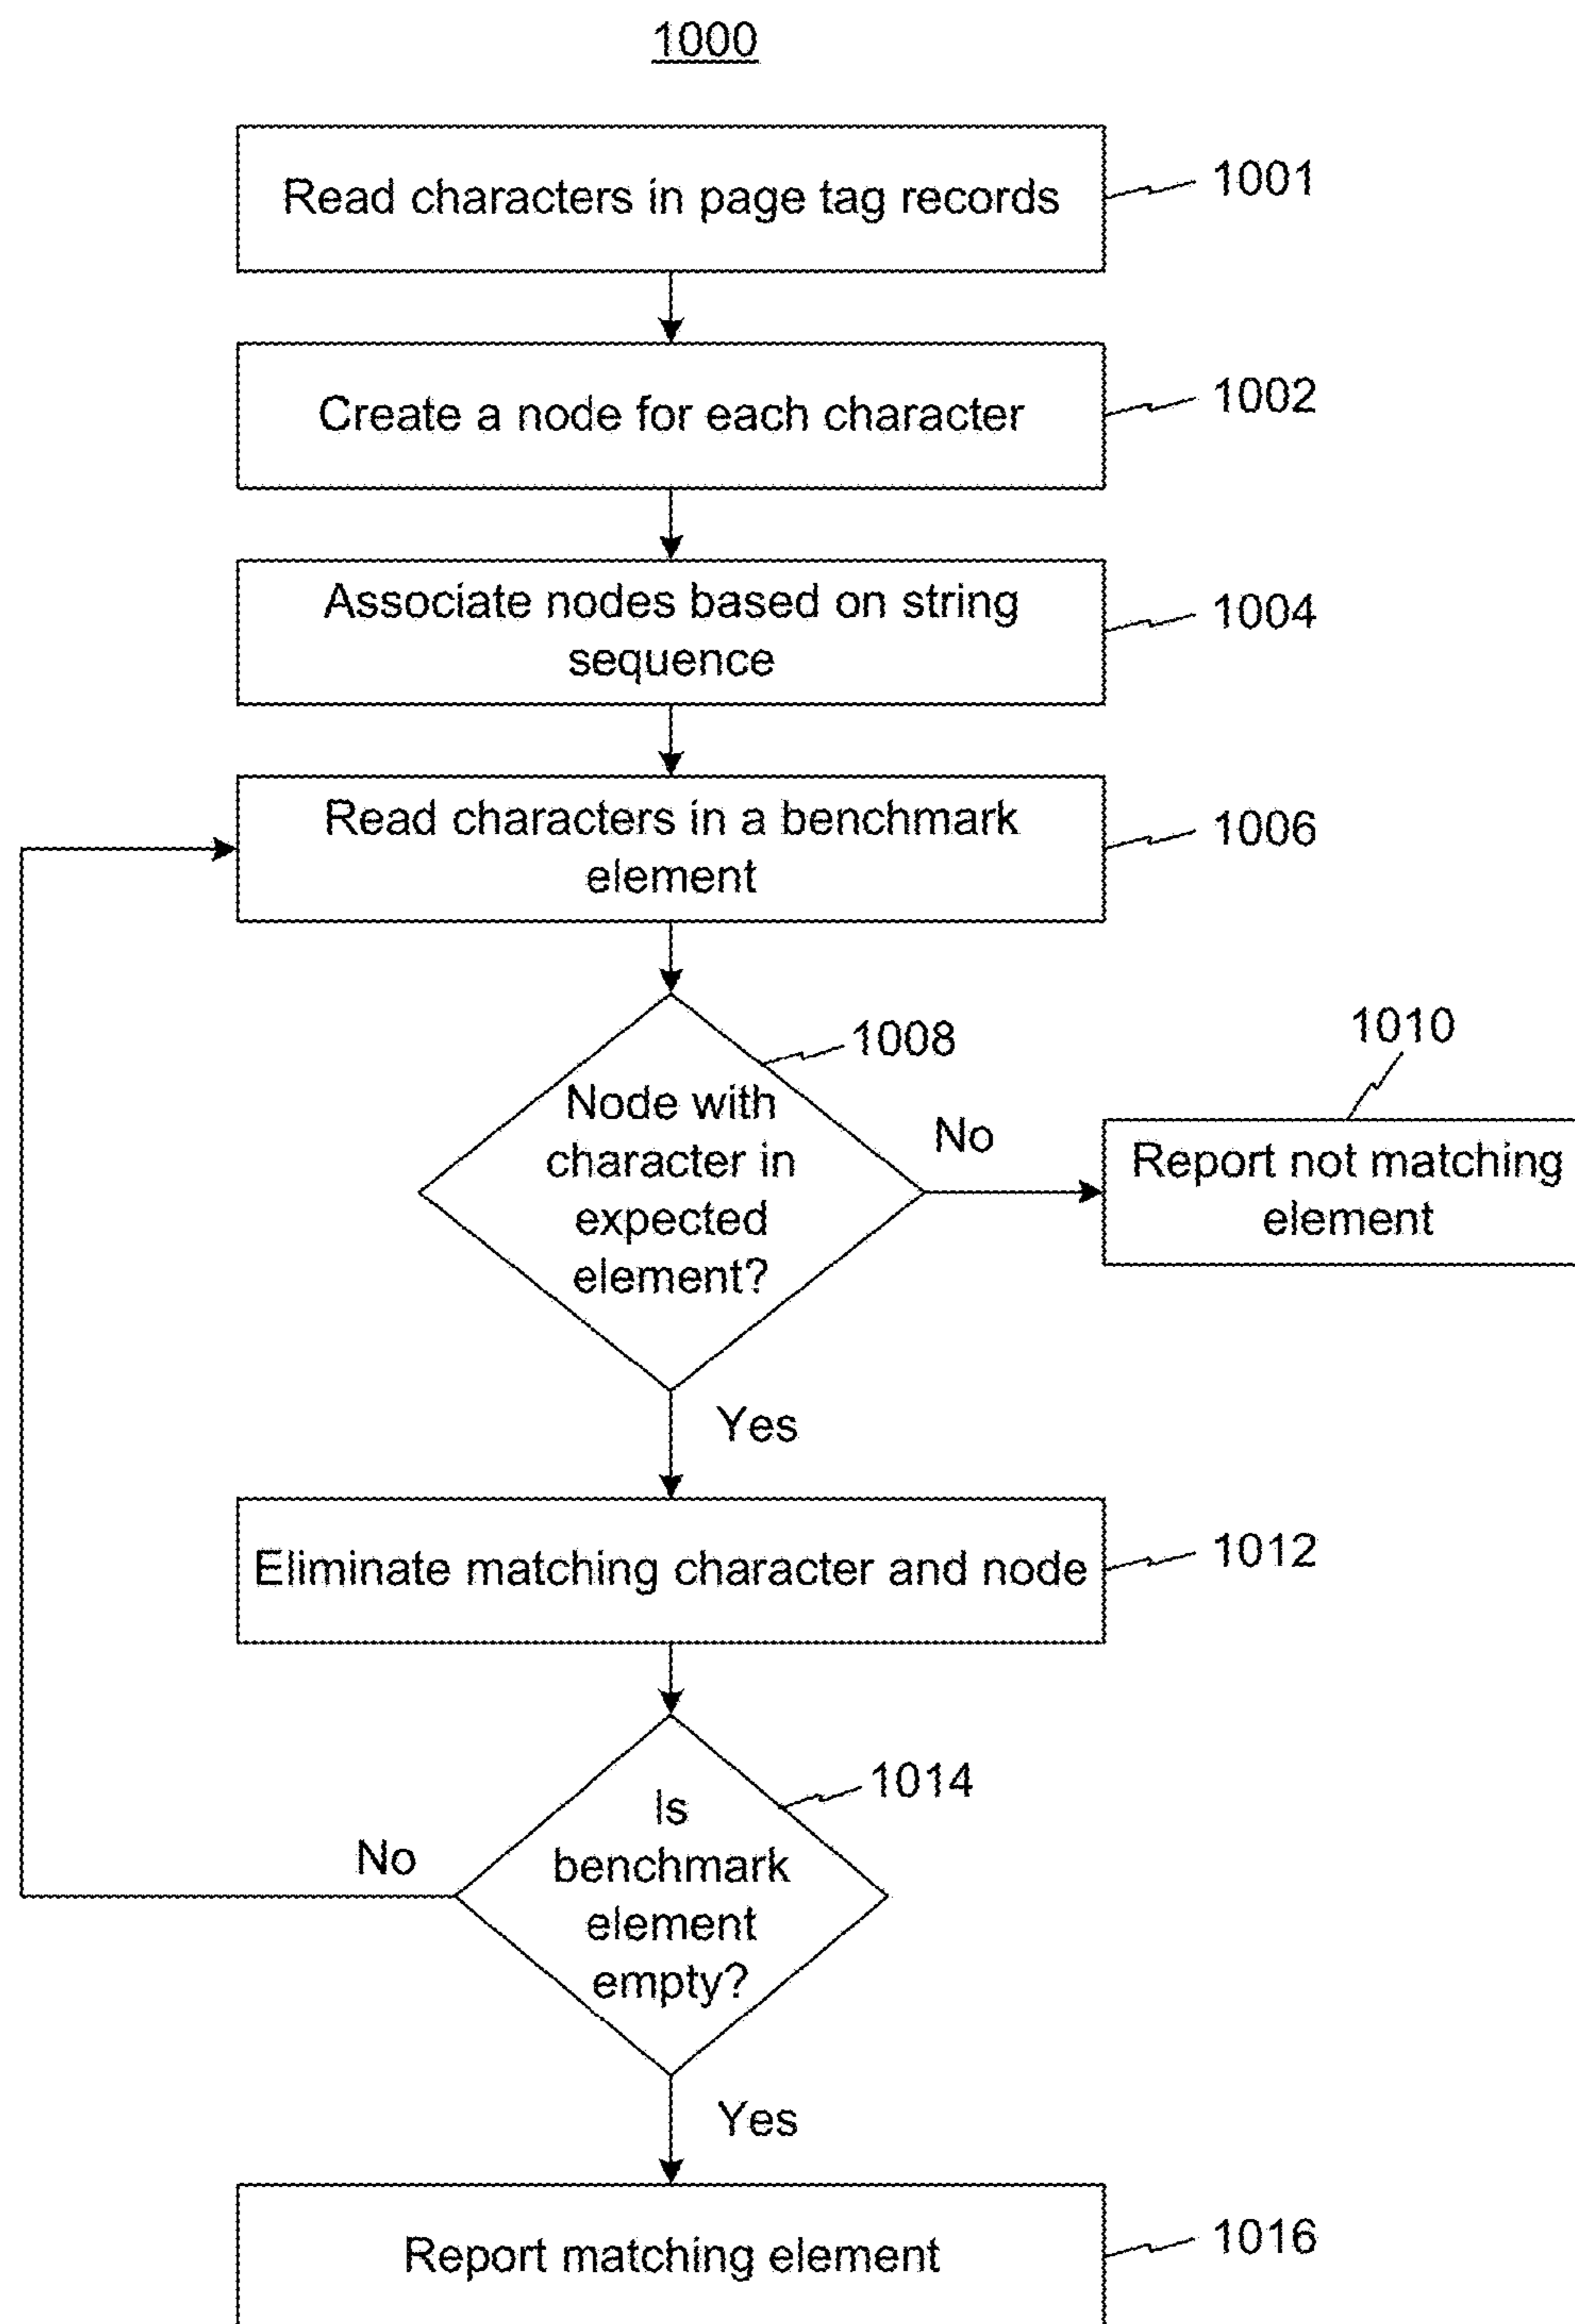 1000
Read characters in page tag records
1001
Create a node for each character
1002
Associate nodes based on string
sequence
1004
Read characters in a benchmark
element
1006
1008
Node with
character in
expected
element?
No
1010
Report not matching
element
Yes
Eliminate matching character and node
1012
1014
Is
benchmark
element
empty?
No
Yes
Report matching element
1016